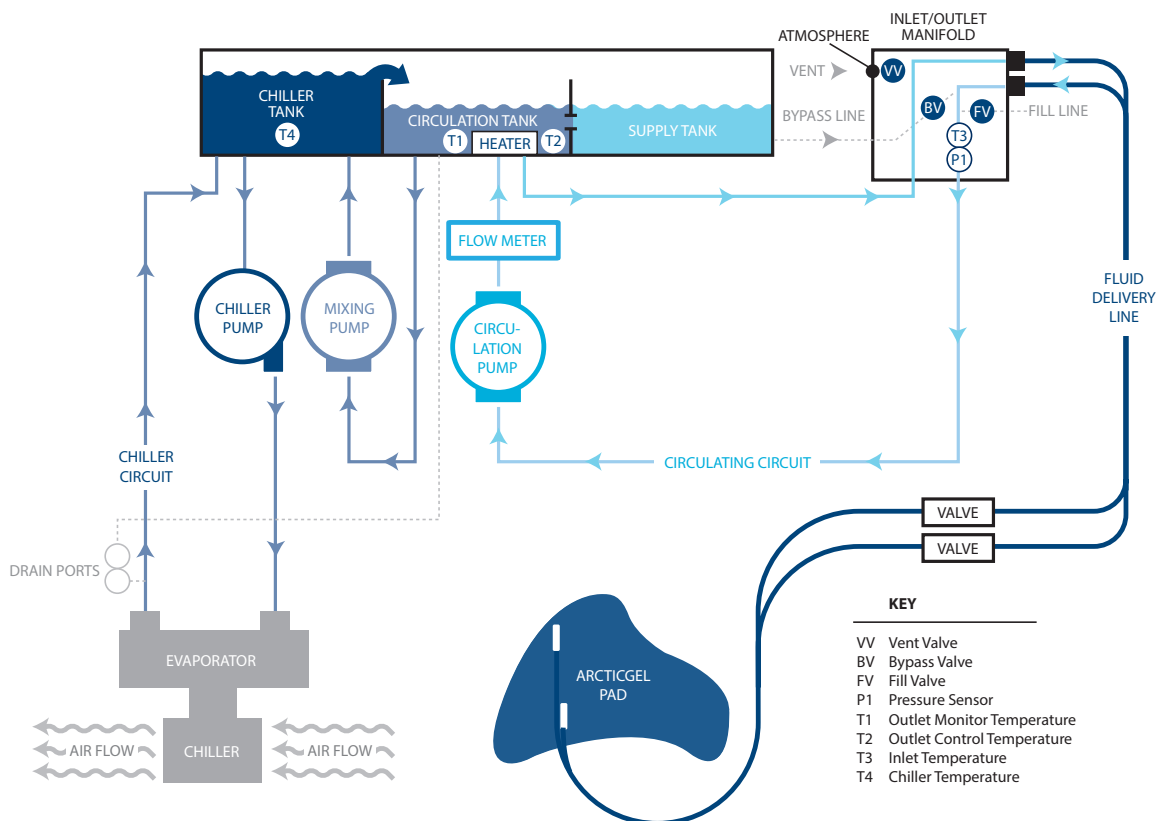 INLET/OUTLET
MANIFOLD
ATMOSPHERE
VENT
VV
CHILLER
TANK
T4
CIRCULATION TANK
T1
HEATER
T2
SUPPLY TANK
BYPASS LINE
BV
FV
FILL LINE
T3
P1
FLOW METER
CHILLER
PUMP
MIXING
PUMP
CIRCU-
LATION
PUMP
FLUID
DELIVERY
LINE
CHILLER
CIRCUIT
CIRCULATING CIRCUIT
VALVE
VALVE
DRAIN PORTS
EVAPORATOR
AIR FLOW
CHILLER
AIR FLOW
ARCTICGEL
PAD
KEY
VV Vent Valve
BV Bypass Valve
FV Fill Valve
P1 Pressure Sensor
T1 Outlet Monitor Temperature
T2 Outlet Control Temperature
T3 Inlet Temperature
T4 Chiller Temperature